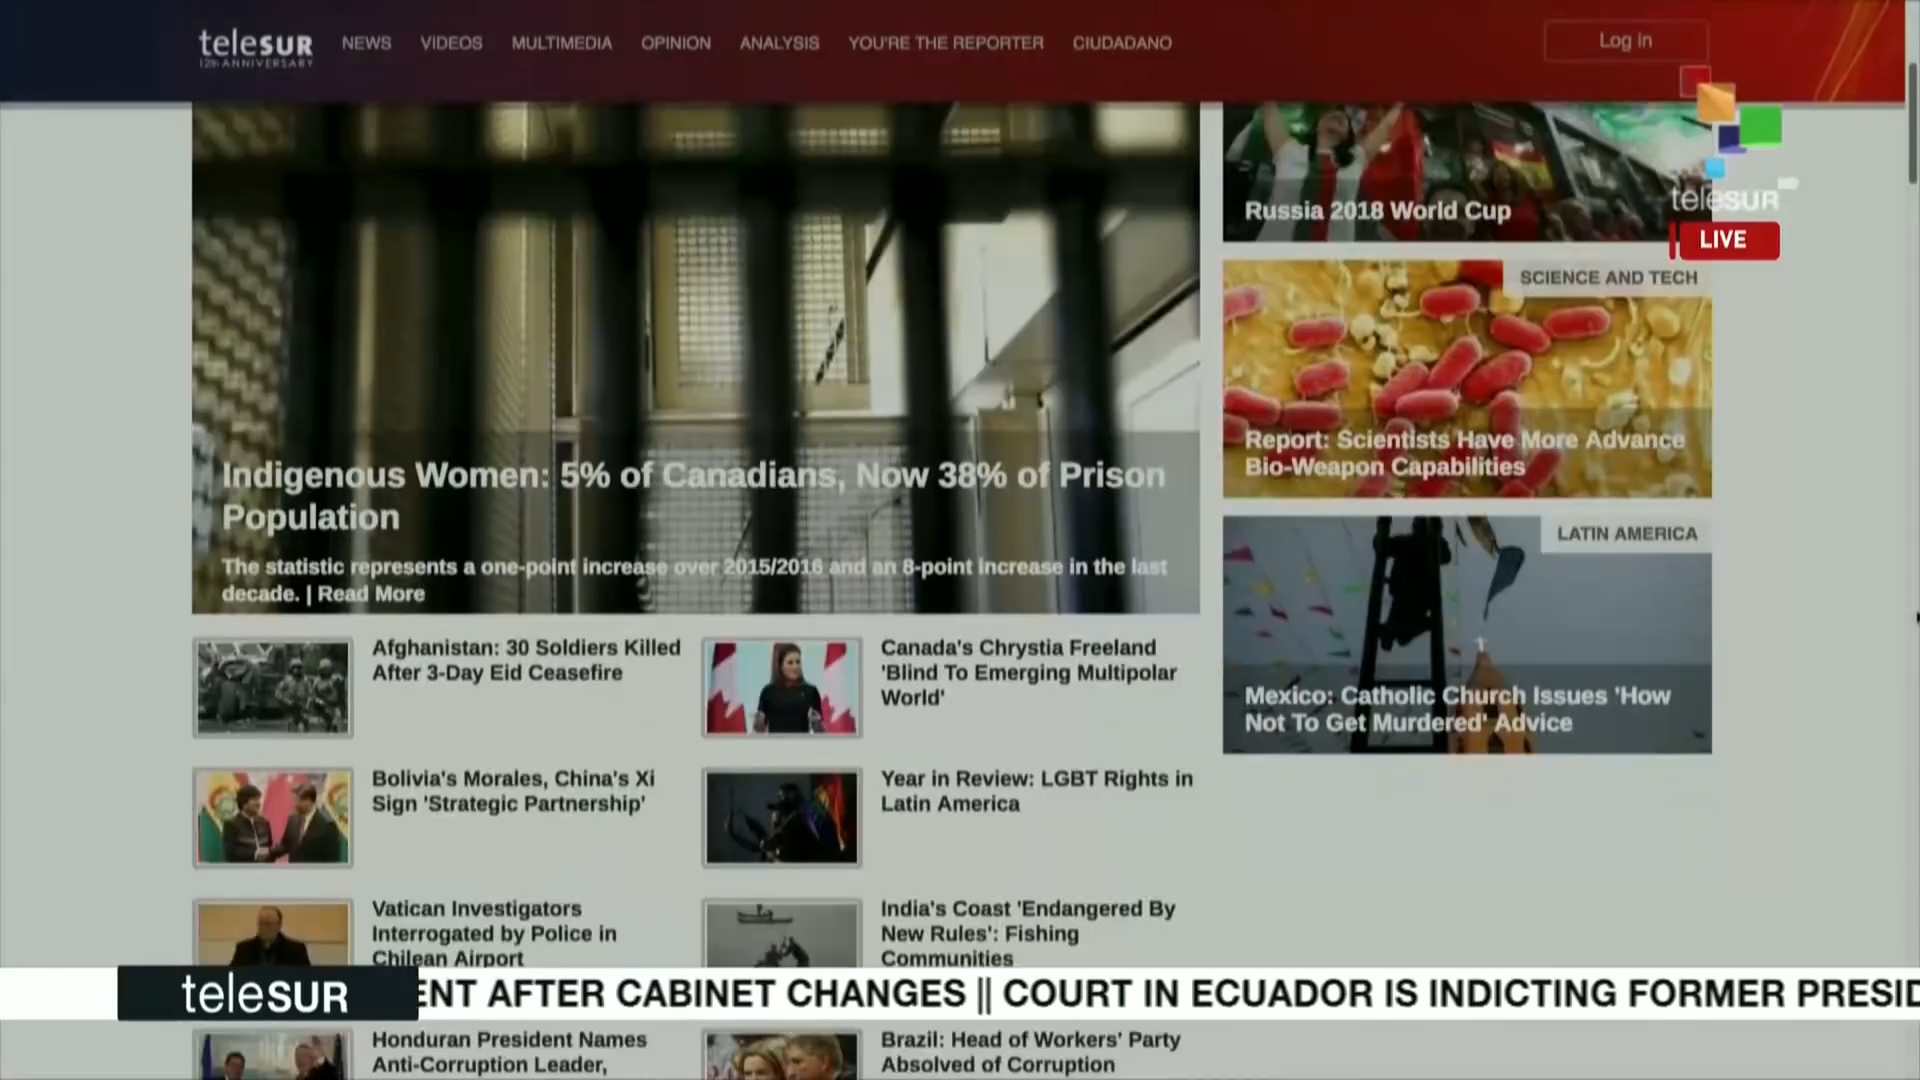 teleSUR
12th ANNIVERSARY
NEWS
VIDEOS
MULTIMEDIA
OPINION
ANALYSIS
YOU'RE THE REPORTER
CIUDADANO
Log in
teleSUR
LIVE
Russia 2018 World Cup
SCIENCE AND TECH
Report: Scientists Have More Advance
Bio-Weapon Capabilities
LATIN AMERICA
Mexico: Catholic Church Issues 'How
Not To Get Murdered' Advice
Indigenous Women: 5% of Canadians, Now 38% of Prison
Population
The statistic represents a one-point increase over 2015/2016 and an 8-point increase in the last
decade. | Read More
Afghanistan: 30 Soldiers Killed
After 3-Day Eid Ceasefire
Canada's Chrystia Freeland
'Blind To Emerging Multipolar
World'
Bolivia's Morales, China's Xi
Sign 'Strategic Partnership'
Year in Review: LGBT Rights in
Latin America
Vatican Investigators
Interrogated by Police in
Chilean Airport
India's Coast 'Endangered By
New Rules': Fishing
Communities
teleSUR
ENT AFTER CABINET CHANGES || COURT IN ECUADOR IS INDICTING FORMER PRESID
Honduran President Names
Anti-Corruption Leader,
Brazil: Head of Workers' Party
Absolved of Corruption